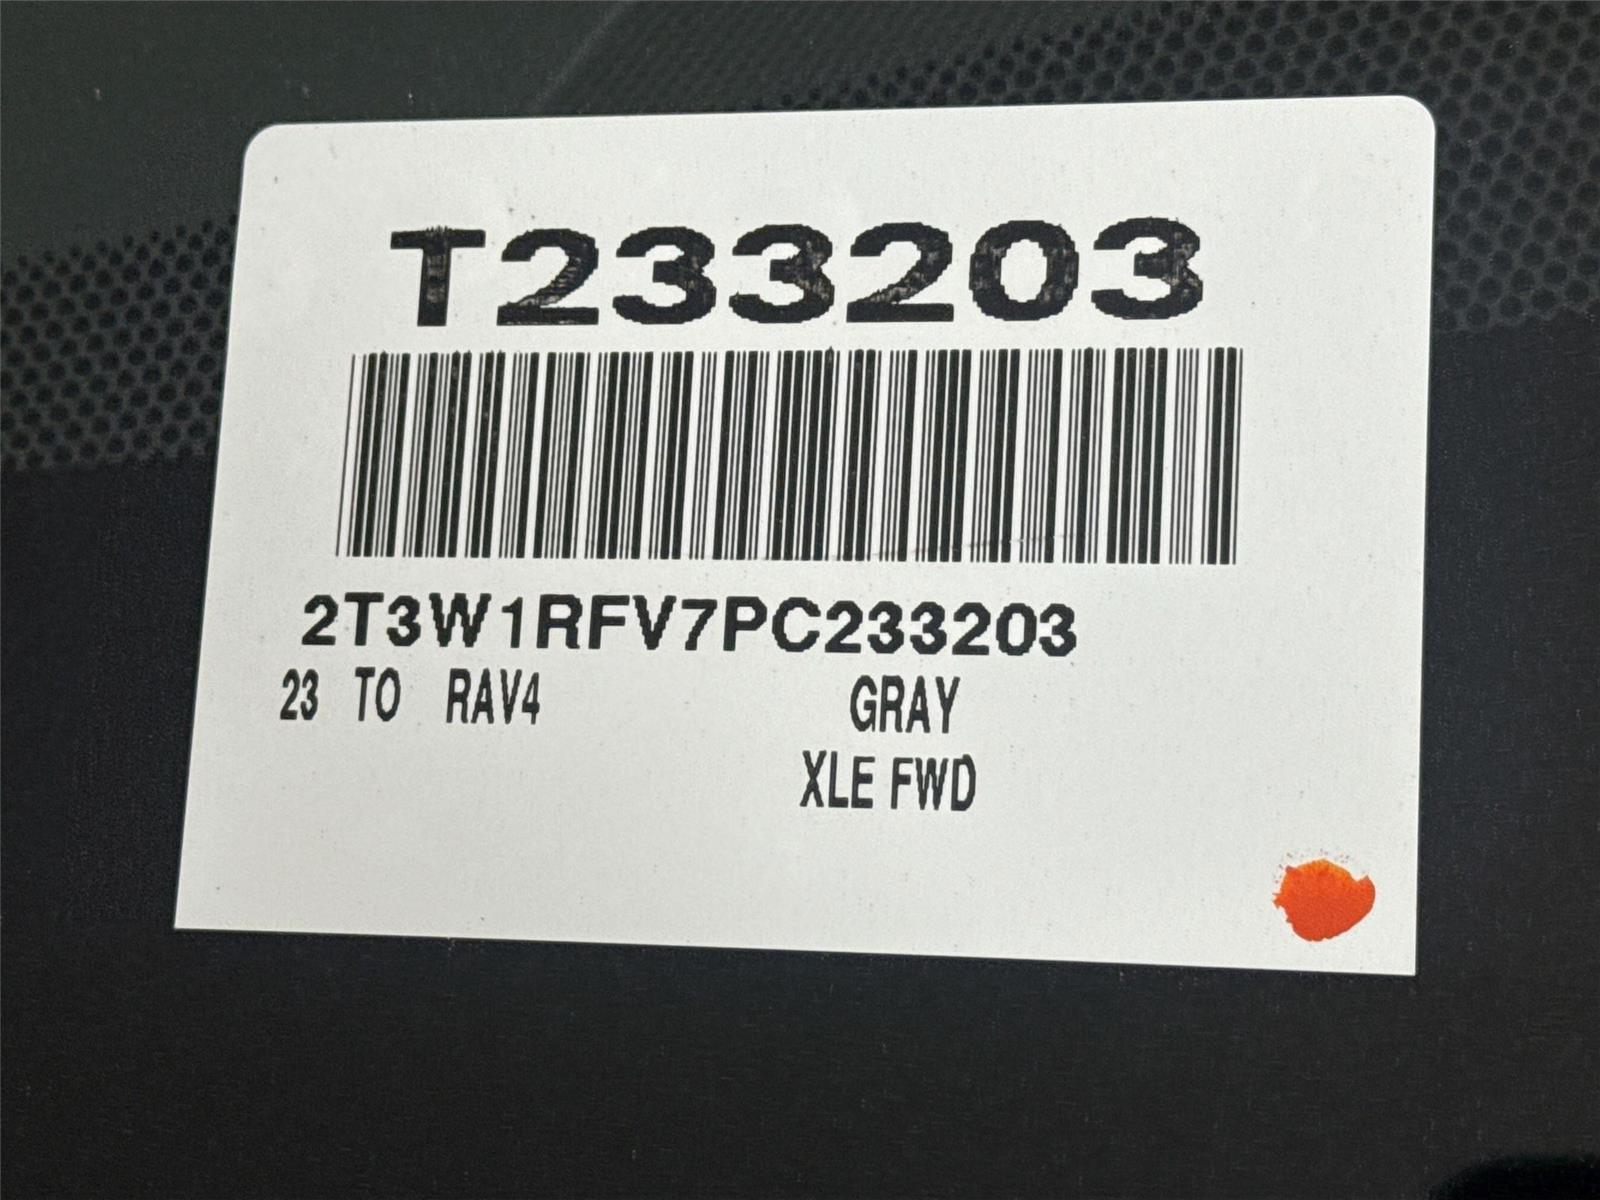 T233203
2T3W1RFV7PC233203
23 TO RAV4 GRAY
XLE FWD